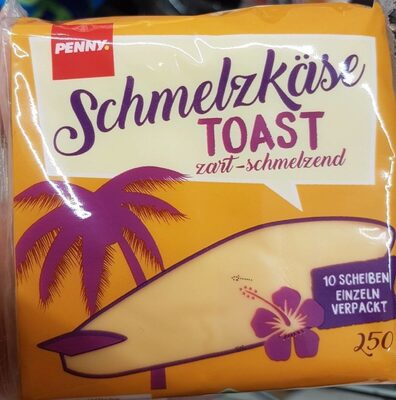 PENNY.
Schmelzkäse
TOAST
zart-schmelzend
10 SCHEIBEN
EINZELN
VERPACKT
250